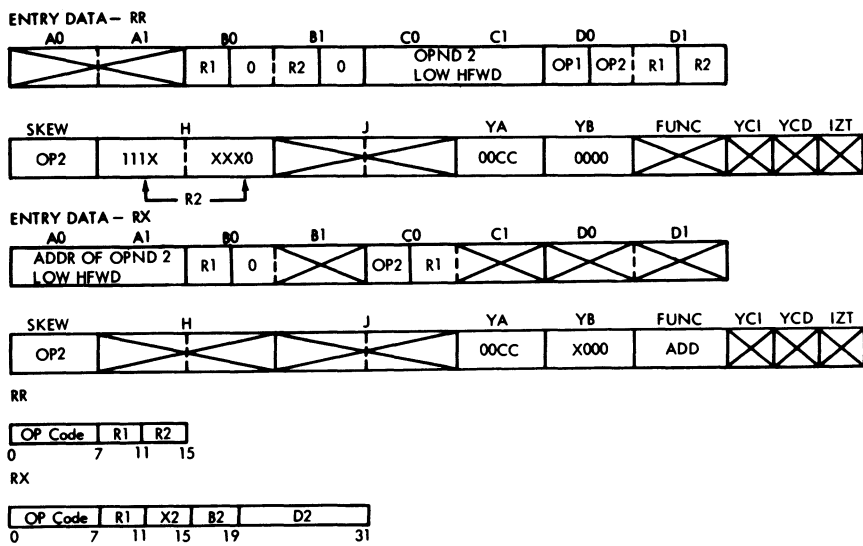 ENTRY DATA – RR
A0 A1 B0 B1 C0 C1 D0 D1
R1 0 R2 0 OPND 2 LOW HFWD OP1 OP2 R1 R2
SKEW H J YA YB FUNC YCI YCD IZT
OP2 111X XXX0 00CC 0000
R2
ENTRY DATA – RX
A0 A1 B0 B1 C0 C1 D0 D1
ADDR OF OPND 2 LOW HFWD R1 0 OP2 R1
SKEW H J YA YB FUNC YCI YCD IZT
OP2 00CC X000 ADD
RR
OP Code R1 R2
0 7 11 15
RX
OP Code R1 X2 B2 D2
0 7 11 15 19 31